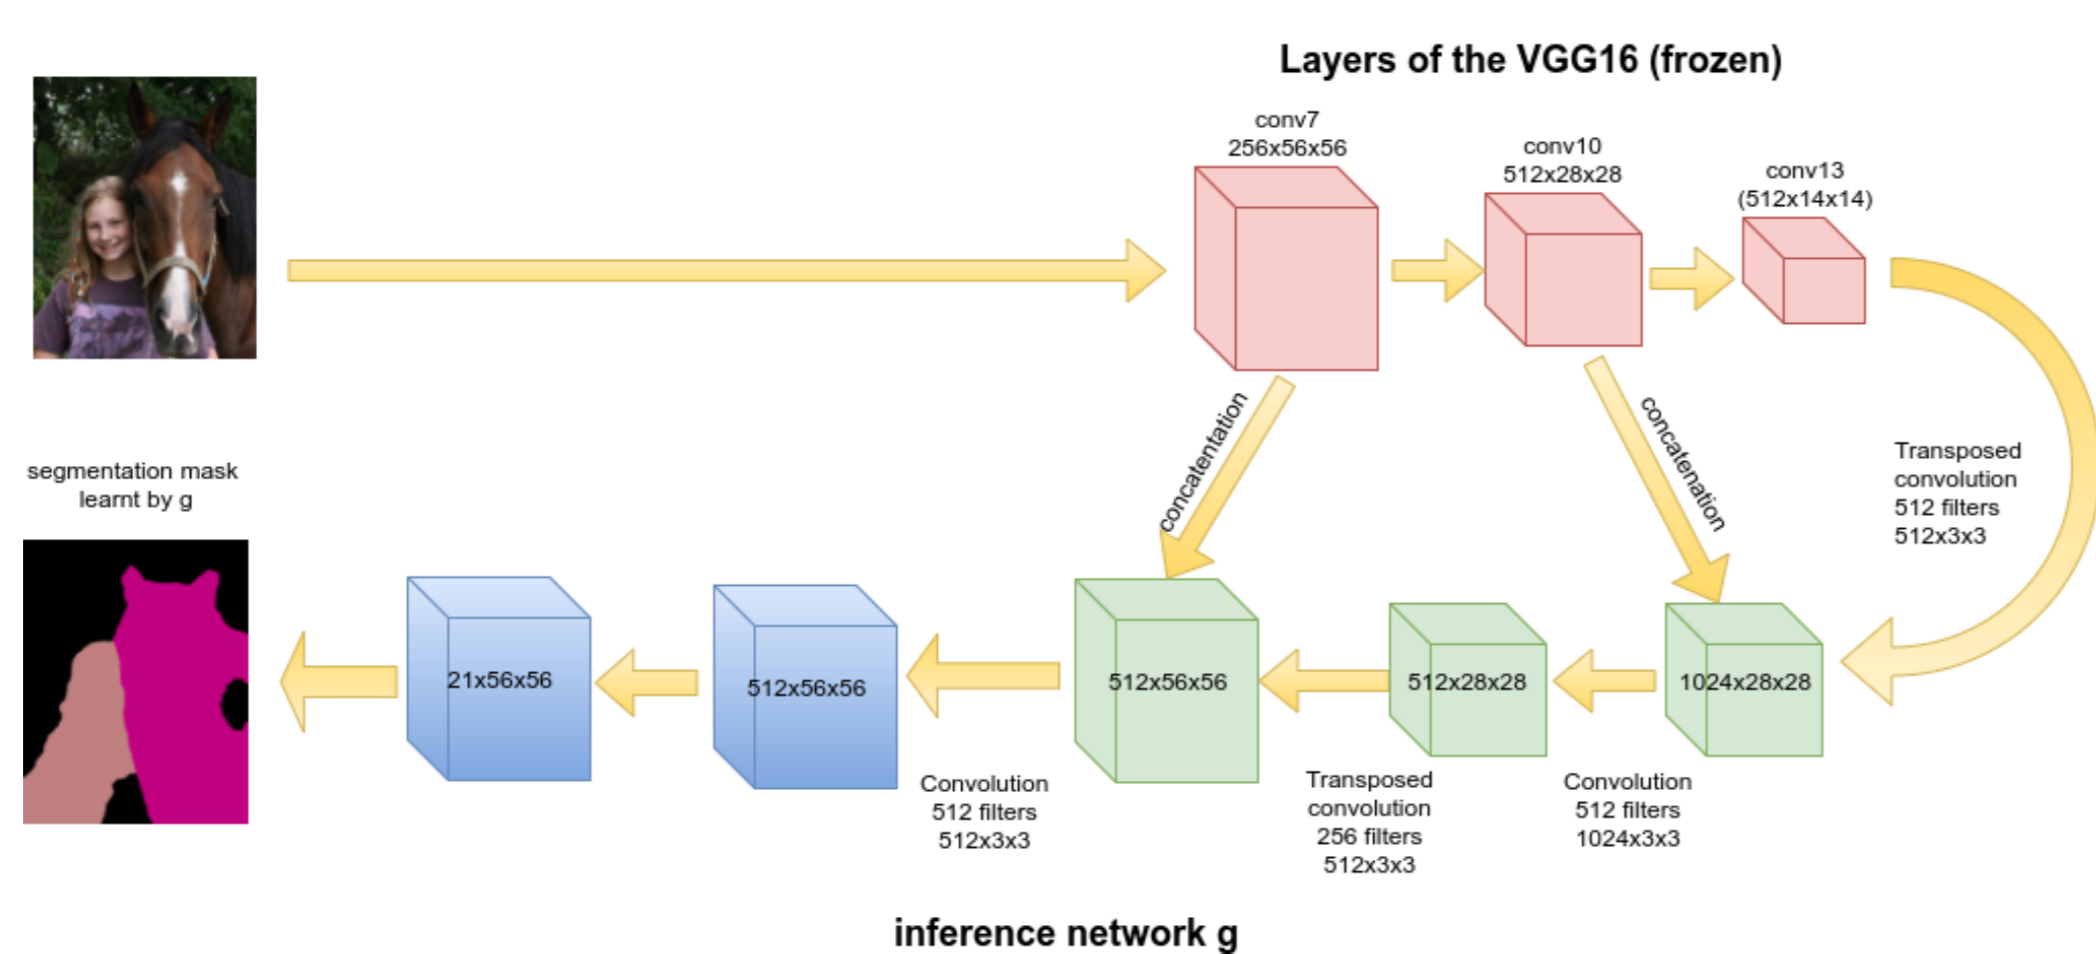 Layers of the VGG16 (frozen)
conv7
256x56x56
conv10
512x28x28
conv13
(512x14x14)
concatentation
concatenation
Transposed
convolution
512 filters
512x3x3
segmentation mask
learnt by g
21x56x56
512x56x56
512x56x56
512x28x28
1024x28x28
Convolution
512 filters
512x3x3
Transposed
convolution
256 filters
512x3x3
Convolution
512 filters
1024x3x3
inference network g